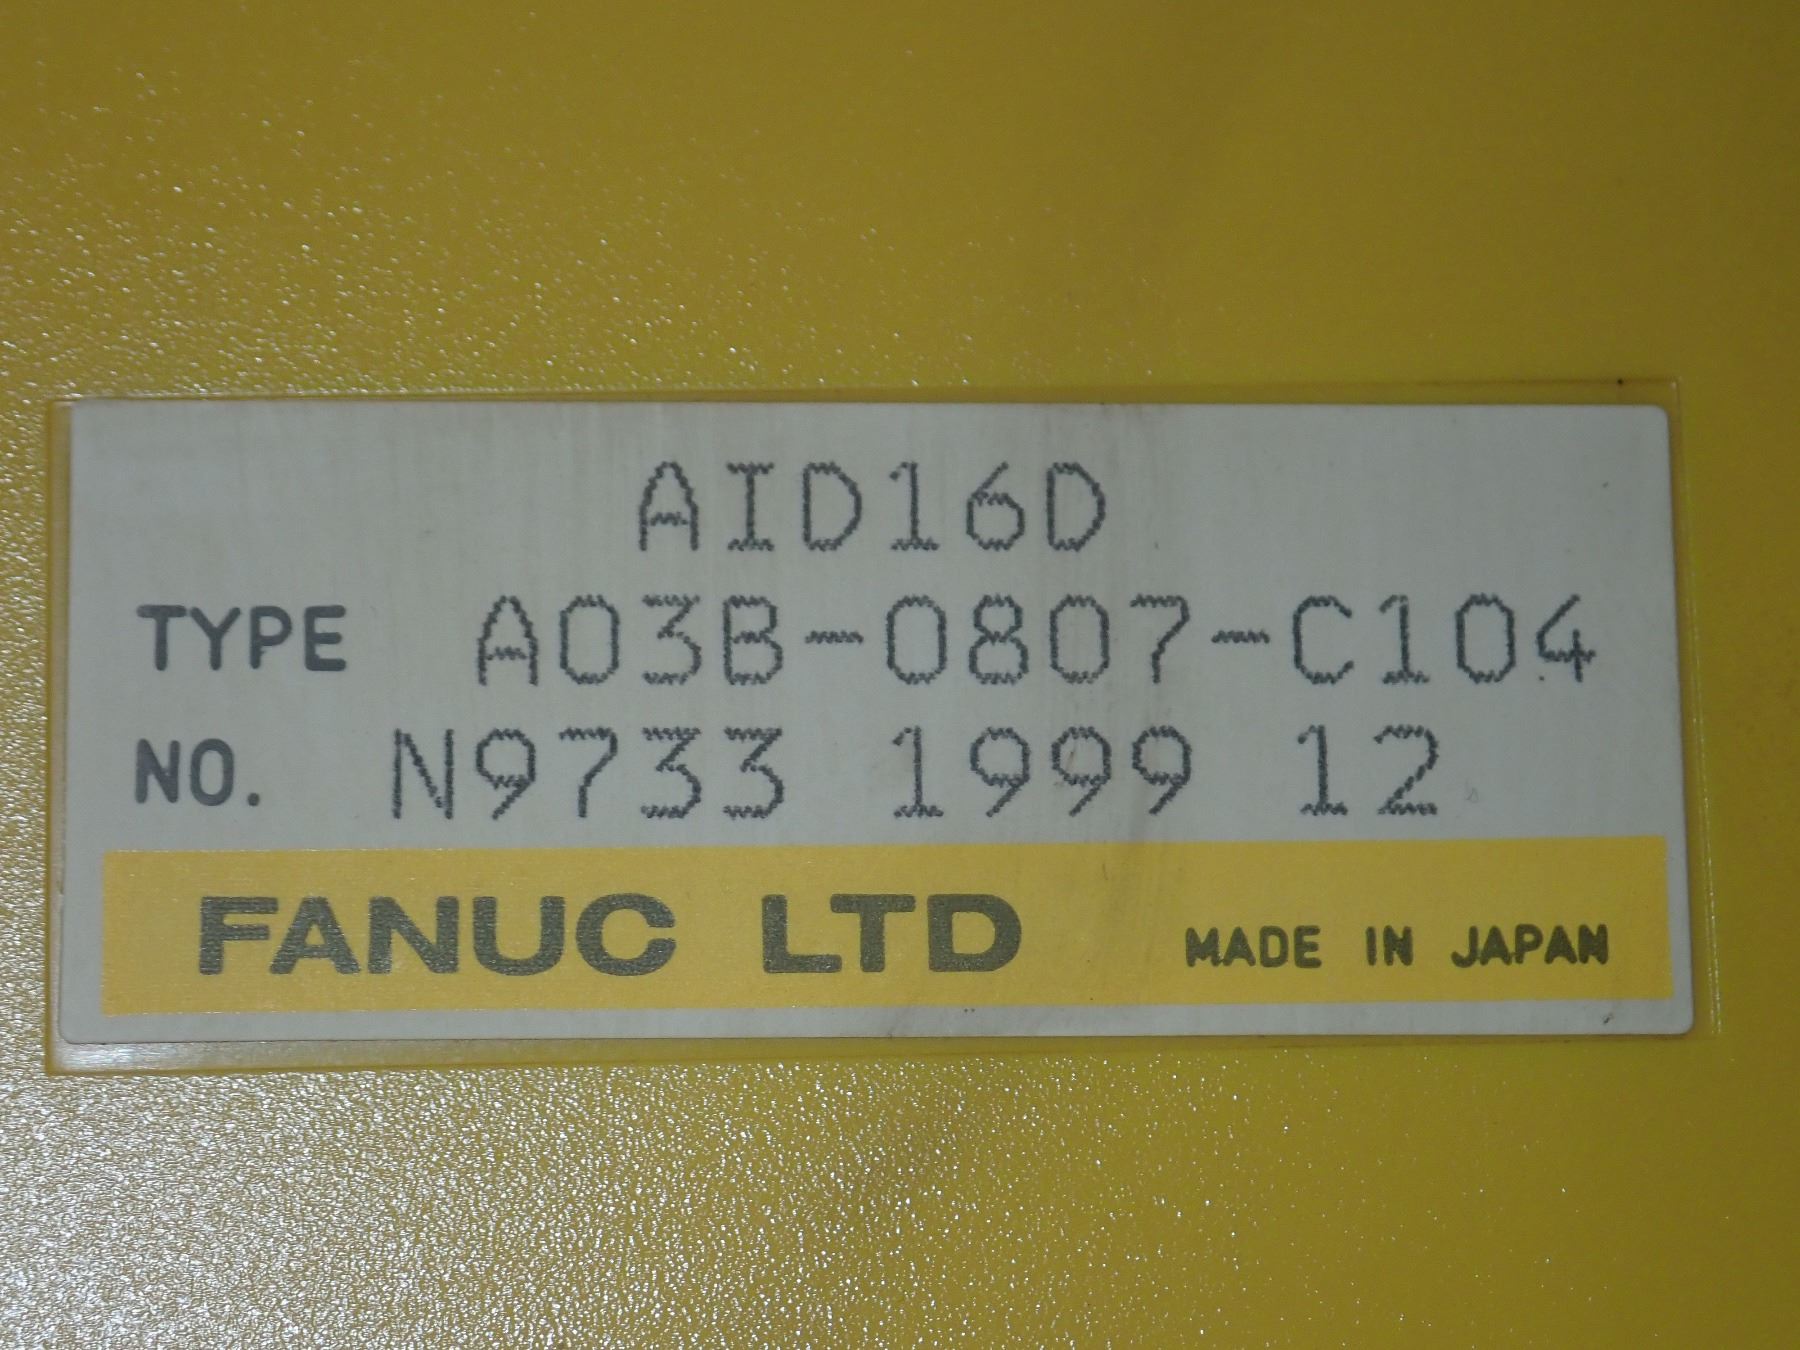 AID16D
TYPE A03B-0807-C104
NO. N9733 1999 12
FANUC LTD MADE IN JAPAN